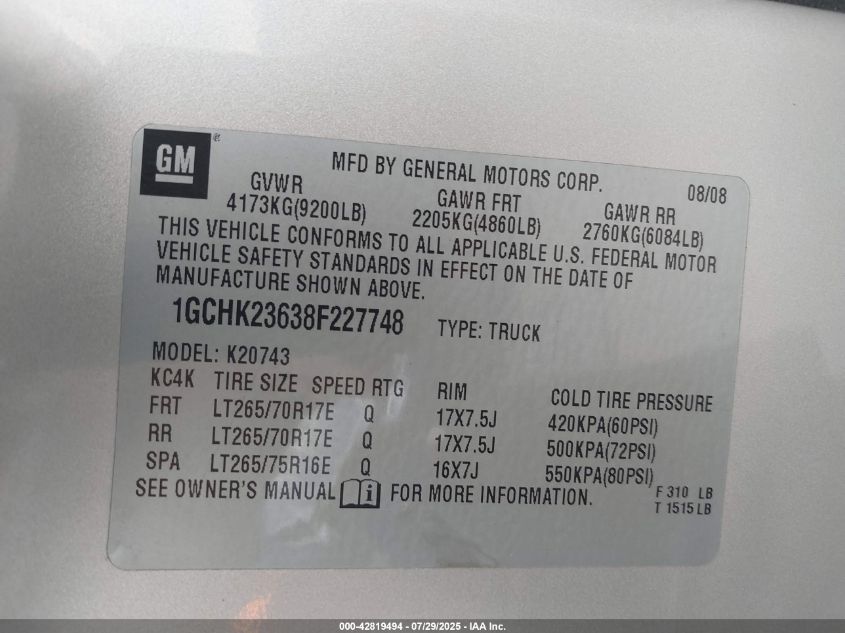 GM
MFD BY GENERAL MOTORS CORP. 08/08
GVWR GAWR FRT GAWR RR
4173KG(9200LB) 2205KG(4860LB) 2760KG(6084LB)
THIS VEHICLE CONFORMS TO ALL APPLICABLE U.S. FEDERAL MOTOR
VEHICLE SAFETY STANDARDS IN EFFECT ON THE DATE OF
MANUFACTURE SHOWN ABOVE.
1GCHK23638F227748 TYPE: TRUCK
MODEL: K20743
KC4K TIRE SIZE SPEED RTG RIM COLD TIRE PRESSURE
FRT LT265/70R17E Q 17X7.5J 420KPA(60PSI)
RR LT265/70R17E Q 17X7.5J 500KPA(72PSI)
SPA LT265/75R16E Q 16X7J 550KPA(80PSI)
SEE OWNER'S MANUAL i FOR MORE INFORMATION.
F 310 LB
T 1515 LB
000-42819494 - 07/29/2025 - IAA Inc.